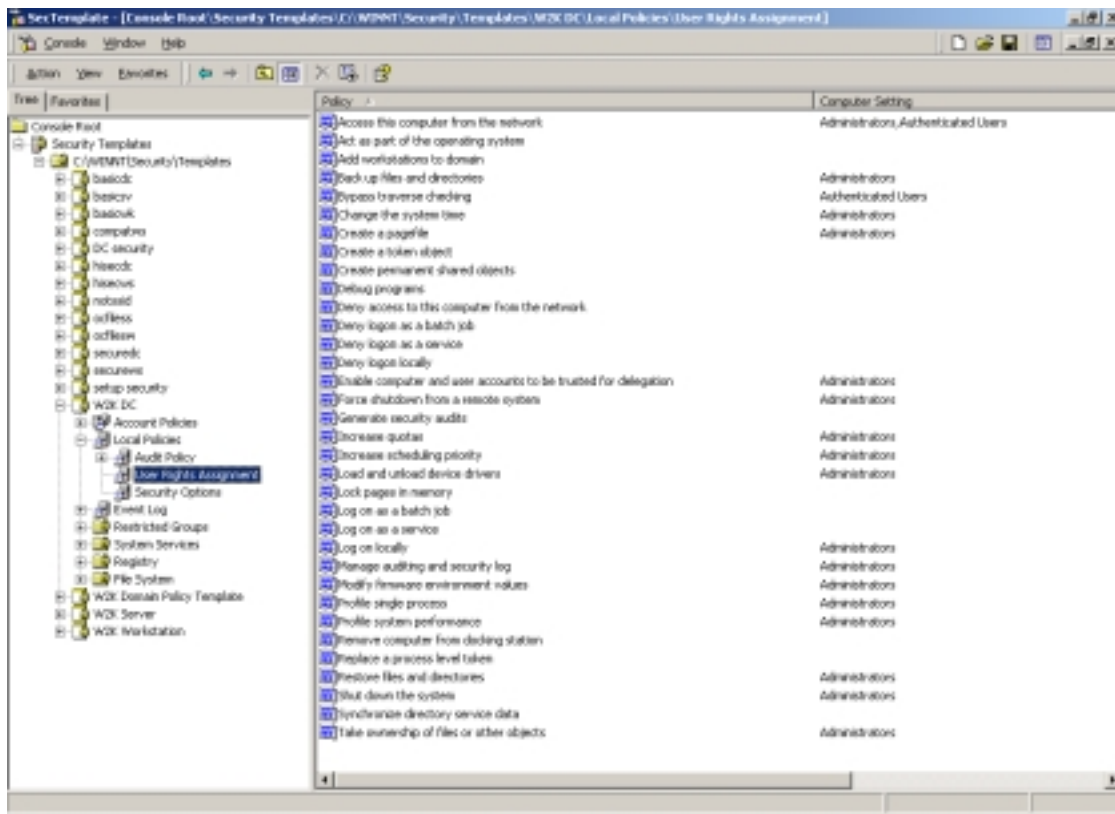 SecTemplate - [Console Root\Security Templates\C:\WINNT\Security\Templates\W2K DC\Local Policies\User Rights Assignment]
Console Window Help
Action View Favorites
Tree Favorites
Policy Computer Setting
Console Root
Security Templates
C:\WINNT\Security\Templates
basicdc
basicsv
basicwk
compatws
DC security
hisecdc
hisecws
notssid
ocfiless
ocfilesw
securedc
securews
setup security
W2K DC
Account Policies
Local Policies
Audit Policy
User Rights Assignment
Security Options
Event Log
Restricted Groups
System Services
Registry
File System
W2K Domain Policy Template
W2K Server
W2K Workstation
Access this computer from the network Administrators,Authenticated Users
Act as part of the operating system
Add workstations to domain
Back up files and directories Administrators
Bypass traverse checking Authenticated Users
Change the system time Administrators
Create a pagefile Administrators
Create a token object
Create permanent shared objects
Debug programs
Deny access to this computer from the network
Deny logon as a batch job
Deny logon as a service
Deny logon locally
Enable computer and user accounts to be trusted for delegation Administrators
Force shutdown from a remote system Administrators
Generate security audits
Increase quotas Administrators
Increase scheduling priority Administrators
Load and unload device drivers Administrators
Lock pages in memory
Log on as a batch job
Log on as a service
Log on locally Administrators
Manage auditing and security log Administrators
Modify firmware environment values Administrators
Profile single process Administrators
Profile system performance Administrators
Remove computer from docking station
Replace a process level token
Restore files and directories Administrators
Shut down the system Administrators
Synchronize directory service data
Take ownership of files or other objects Administrators